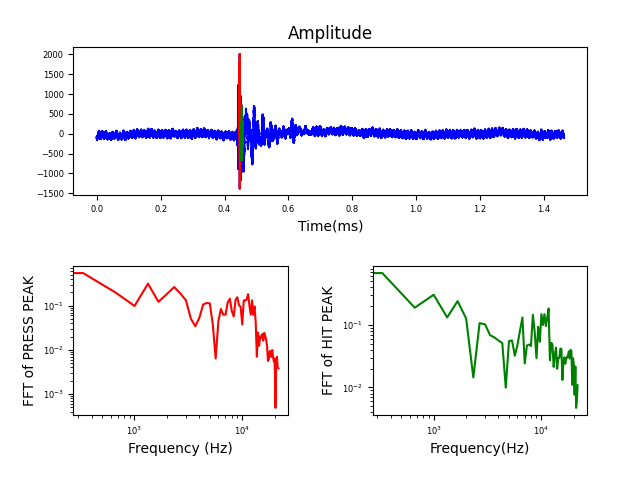 Amplitude
2000
1500
1000
500
0
−500
−1000
−1500
0.0 0.2 0.4 0.6 0.8 1.0 1.2 1.4
Time(ms)
FFT of PRESS PEAK
10⁻¹
10⁻²
10⁻³
10³ 10⁴
Frequency (Hz)
FFT of HIT PEAK
10⁻¹
10⁻²
10³ 10⁴
Frequency(Hz)